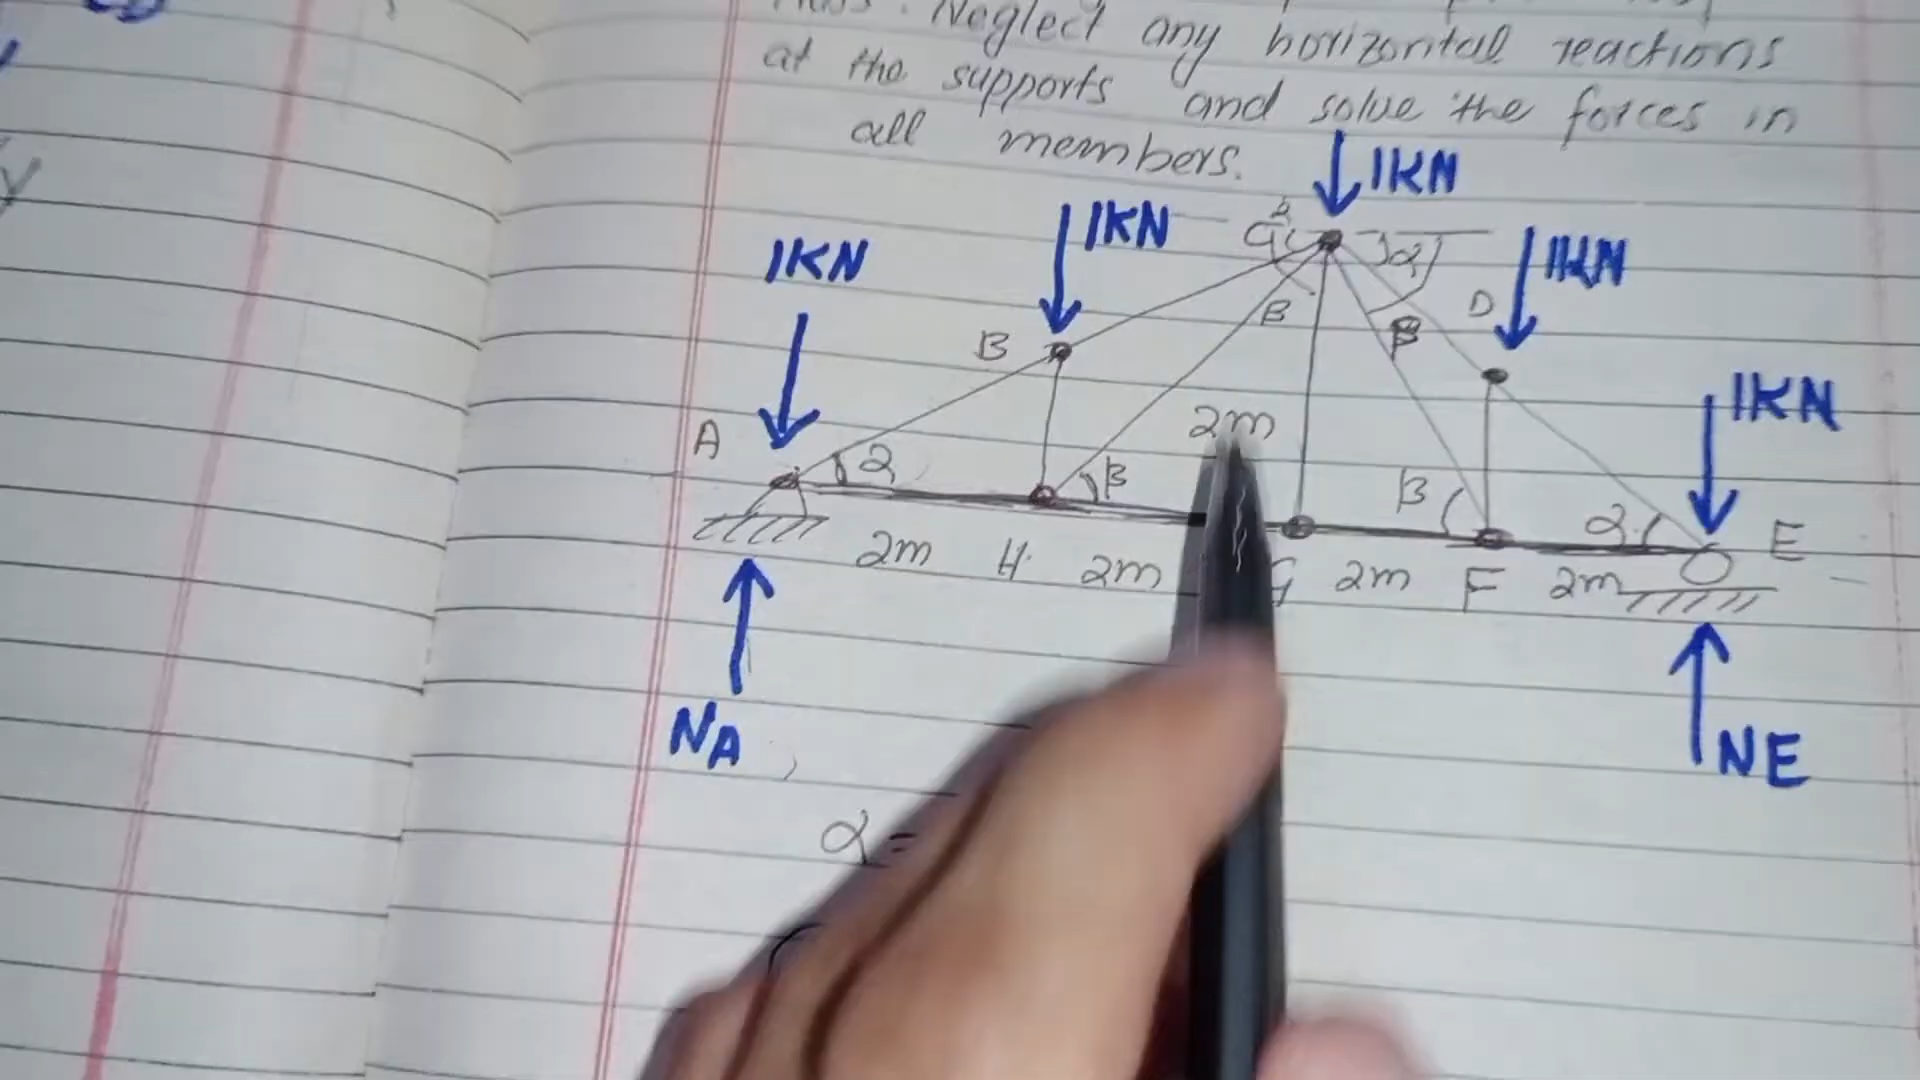 Neglect any horizontal reactions
at the supports and solve the forces in
all members.
1KN
1KN
1KN
1KN
1KN
C
α
α
B
β
β
D
A
α
β
2m
β
α
E
2m H 2m G 2m F 2m
NA
NE
α =